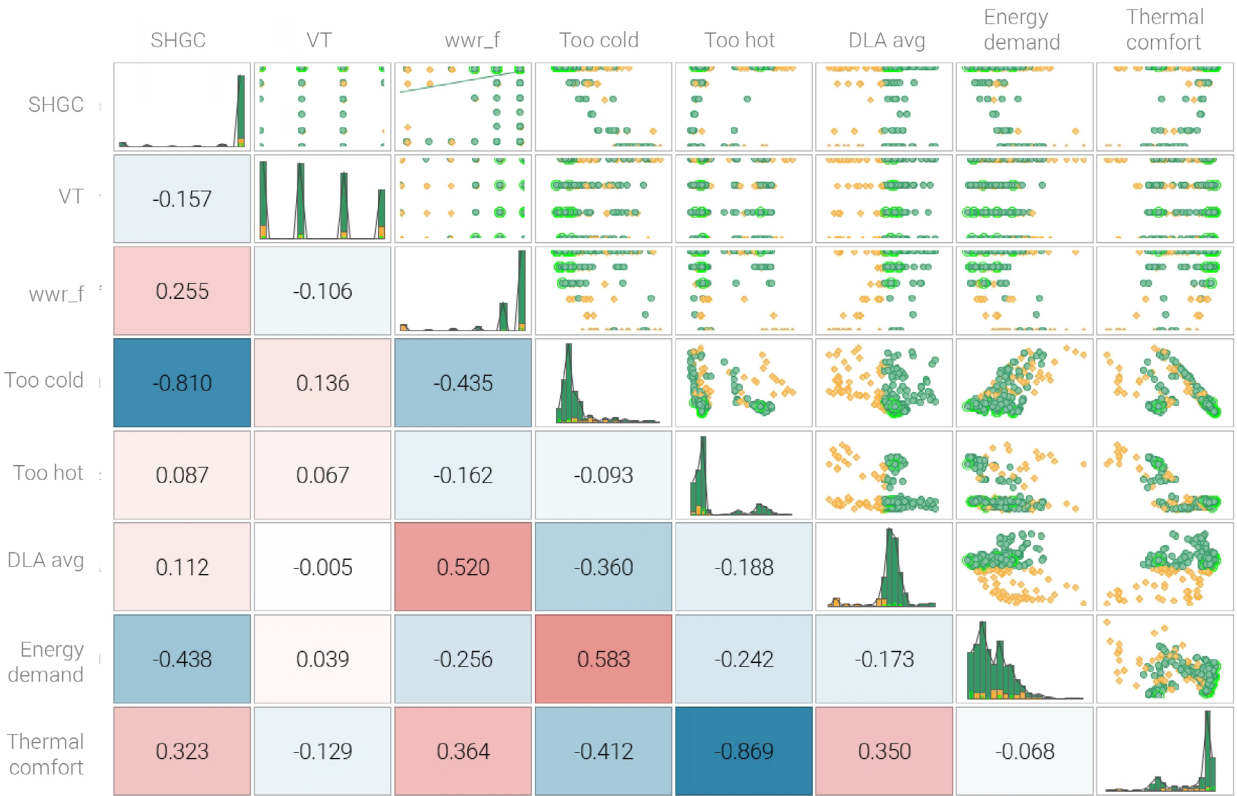 SHGC
VT
wwr_f
Too cold
Too hot
DLA avg
Energy
demand
Thermal
comfort
SHGC
VT
-0.157
wwr_f
0.255
-0.106
Too cold
-0.810
0.136
-0.435
Too hot
0.087
0.067
-0.162
-0.093
DLA avg
0.112
-0.005
0.520
-0.360
-0.188
Energy
demand
-0.438
0.039
-0.256
0.583
-0.242
-0.173
Thermal
comfort
0.323
-0.129
0.364
-0.412
-0.869
0.350
-0.068